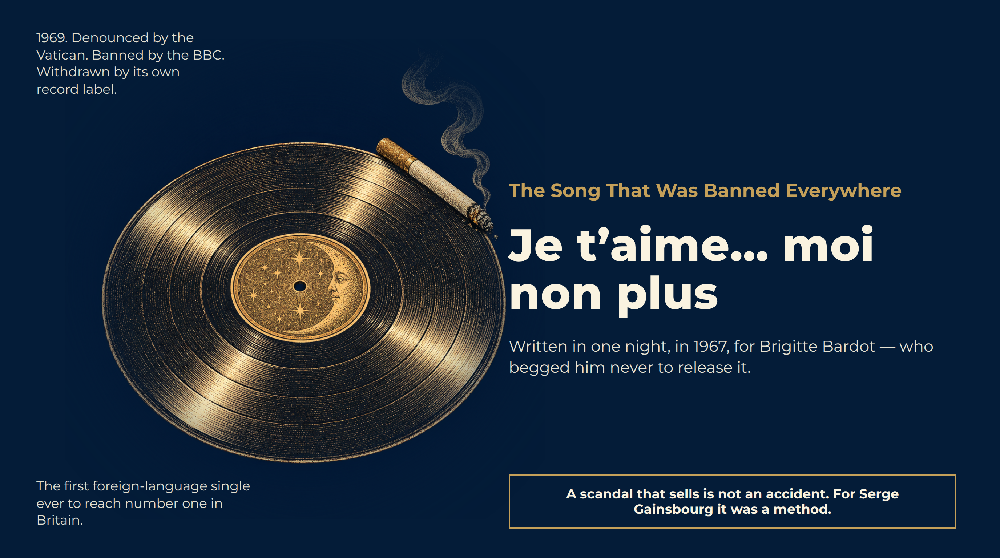 1969. Denounced by the
Vatican. Banned by the BBC.
Withdrawn by its own
record label.
The Song That Was Banned Everywhere
Je t’aime… moi
non plus
Written in one night, in 1967, for Brigitte Bardot — who
begged him never to release it.
The first foreign-language single
ever to reach number one in
Britain.
A scandal that sells is not an accident. For Serge
Gainsbourg it was a method.